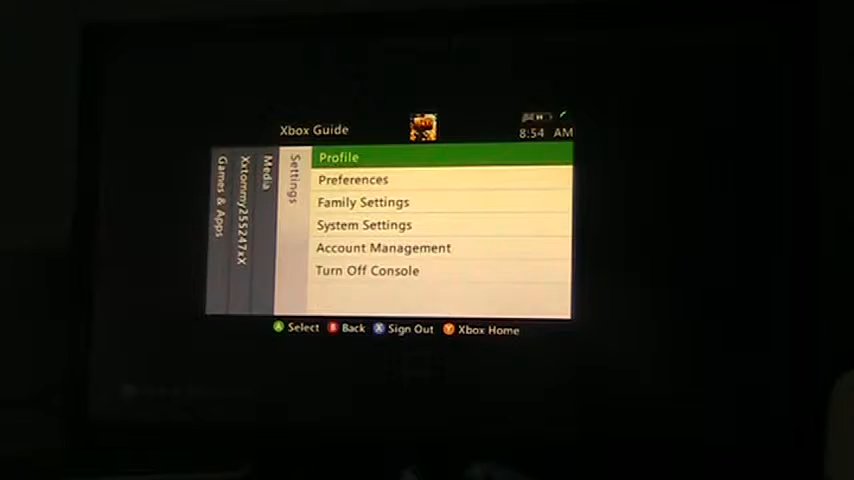 Xbox Guide
8:54 AM
Games & Apps
Xxtommy255247xX
Media
Settings
Profile
Preferences
Family Settings
System Settings
Account Management
Turn Off Console
A Select B Back X Sign Out Y Xbox Home